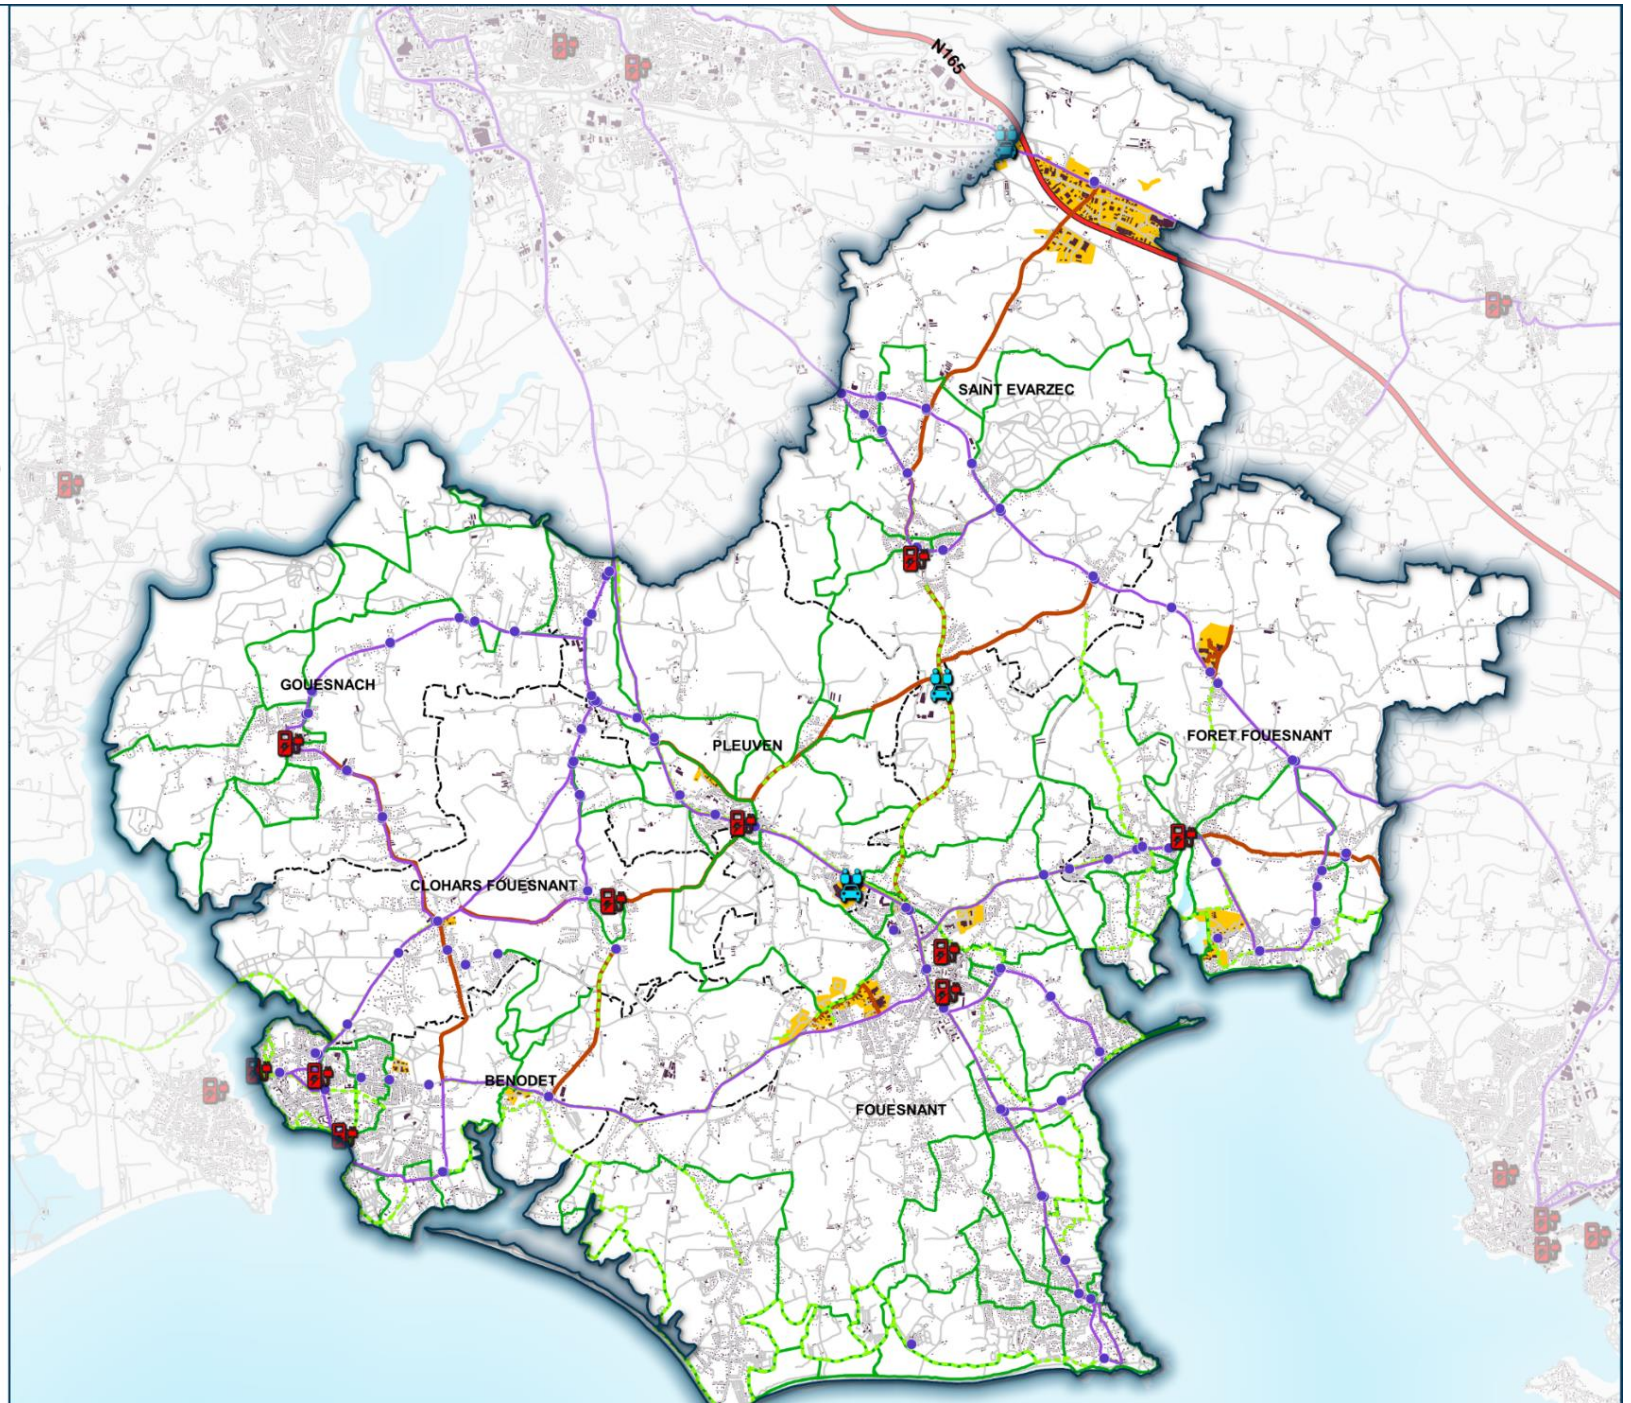 N165
SAINT EVARZEC
GOUESNACH
PLEUVEN
FORET FOUESNANT
CLOHARS FOUESNANT
BENODET
FOUESNANT